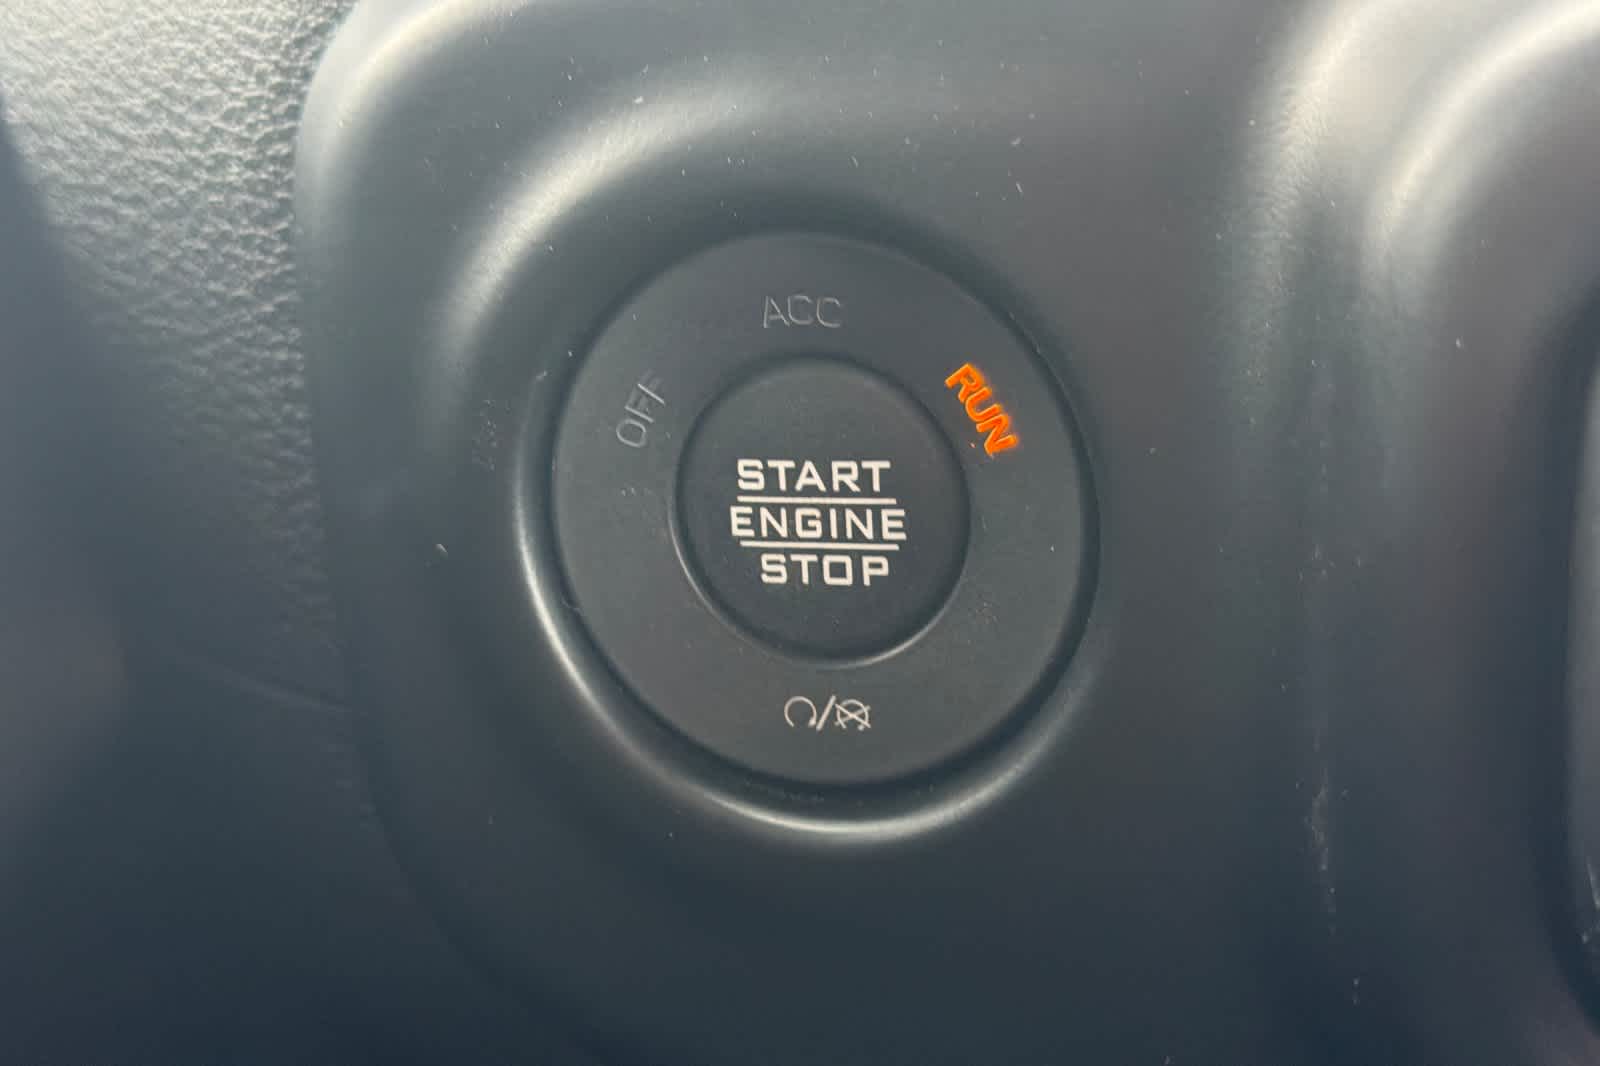 ACC
OFF
RUN
START
ENGINE
STOP